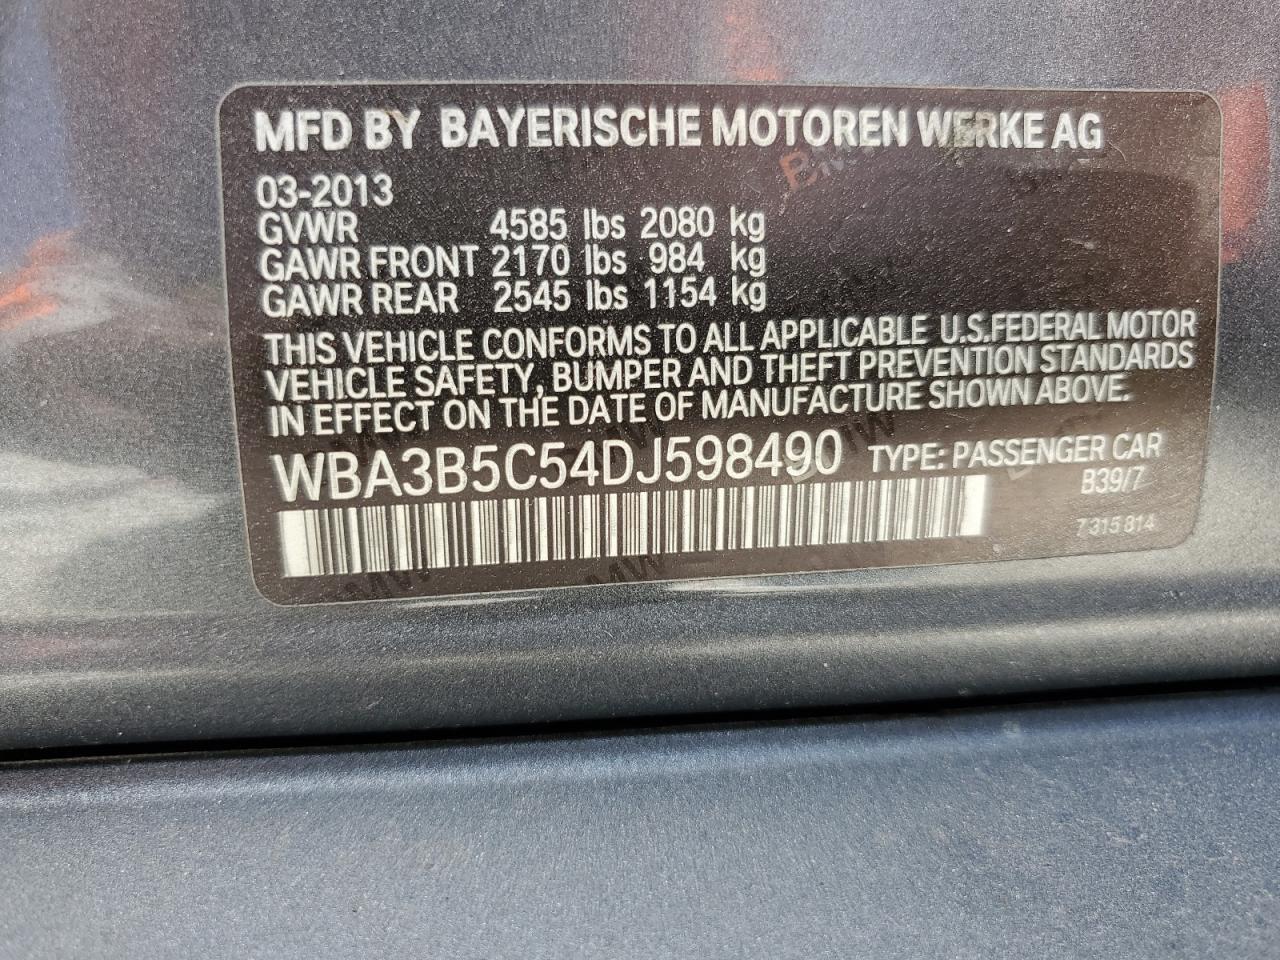 MFD BY BAYERISCHE MOTOREN WERKE AG
03-2013
GVWR 4585 lbs 2080 kg
GAWR FRONT 2170 lbs 984 kg
GAWR REAR 2545 lbs 1154 kg
THIS VEHICLE CONFORMS TO ALL APPLICABLE U.S.FEDERAL MOTOR
VEHICLE SAFETY, BUMPER AND THEFT PREVENTION STANDARDS
IN EFFECT ON THE DATE OF MANUFACTURE SHOWN ABOVE.
WBA3B5C54DJ598490 TYPE: PASSENGER CAR
B39/7
7 315 814